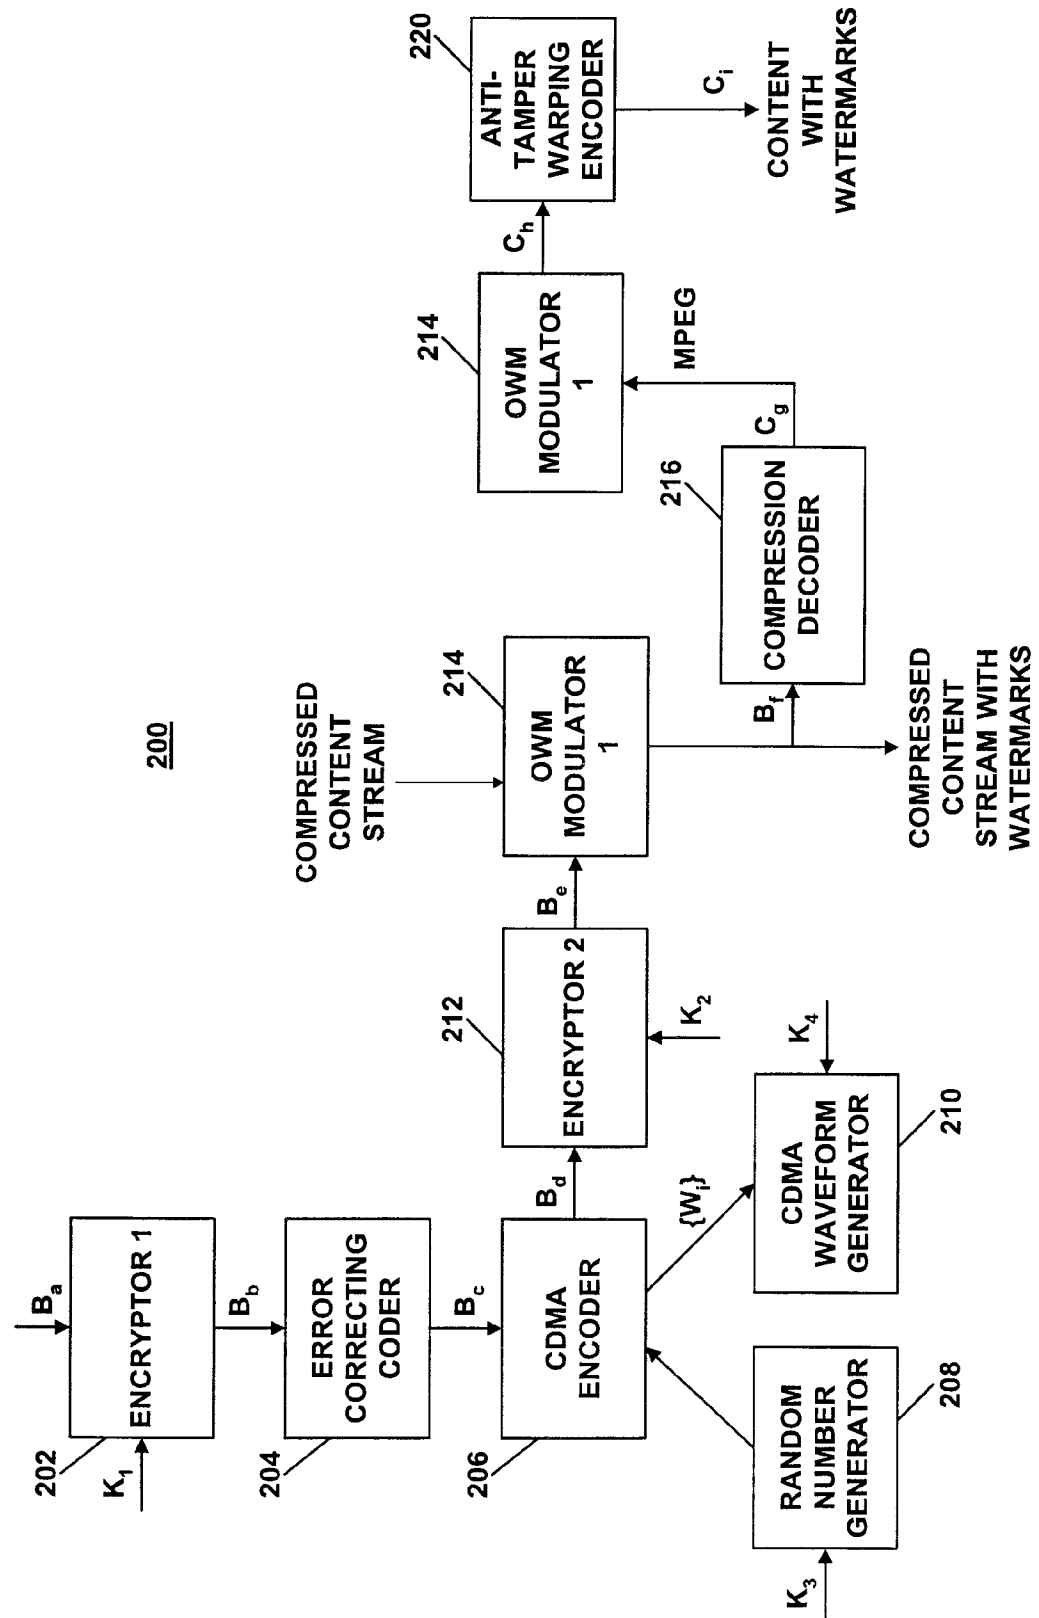 200
B_a
ENCRYPTOR 1
202
K_1
B_b
ERROR
CORRECTING
CODER
204
B_c
CDMA
ENCODER
206
RANDOM
NUMBER
GENERATOR
208
K_3
{W_i}
CDMA
WAVEFORM
GENERATOR
210
K_4
B_d
ENCRYPTOR 2
212
K_2
B_e
COMPRESSED
CONTENT
STREAM
OWM
MODULATOR
1
214
B_f
COMPRESSED
CONTENT
STREAM WITH
WATERMARKS
COMPRESSION
DECODER
216
C_g
MPEG
OWM
MODULATOR
1
214
C_h
ANTI-
TAMPER
WARPING
ENCODER
220
C_i
CONTENT
WITH
WATERMARKS